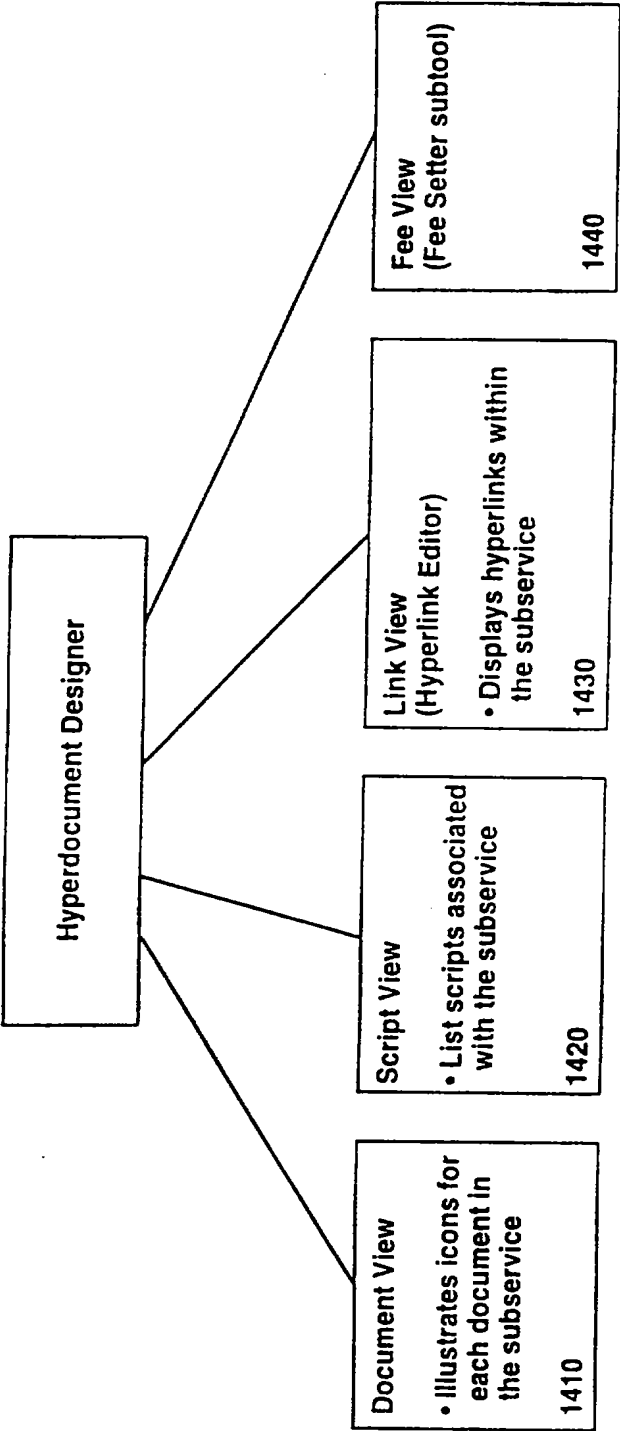 Hyperdocument Designer
Document View
• Illustrates icons for
each document in
the subservice
1410
Script View
• List scripts associated
with the subservice
1420
Link View
(Hyperlink Editor)
• Displays hyperlinks within
the subservice
1430
Fee View
(Fee Setter subtool)
1440